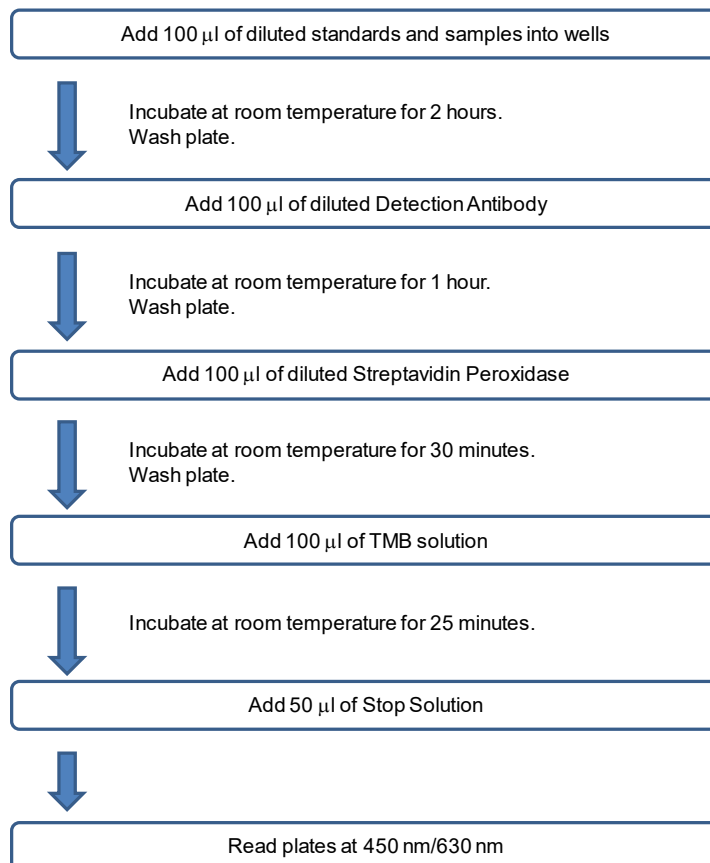 Add 100 μl of diluted standards and samples into wells
Incubate at room temperature for 2 hours.
Wash plate.
Add 100 μl of diluted Detection Antibody
Incubate at room temperature for 1 hour.
Wash plate.
Add 100 μl of diluted Streptavidin Peroxidase
Incubate at room temperature for 30 minutes.
Wash plate.
Add 100 μl of TMB solution
Incubate at room temperature for 25 minutes.
Add 50 μl of Stop Solution
Read plates at 450 nm/630 nm